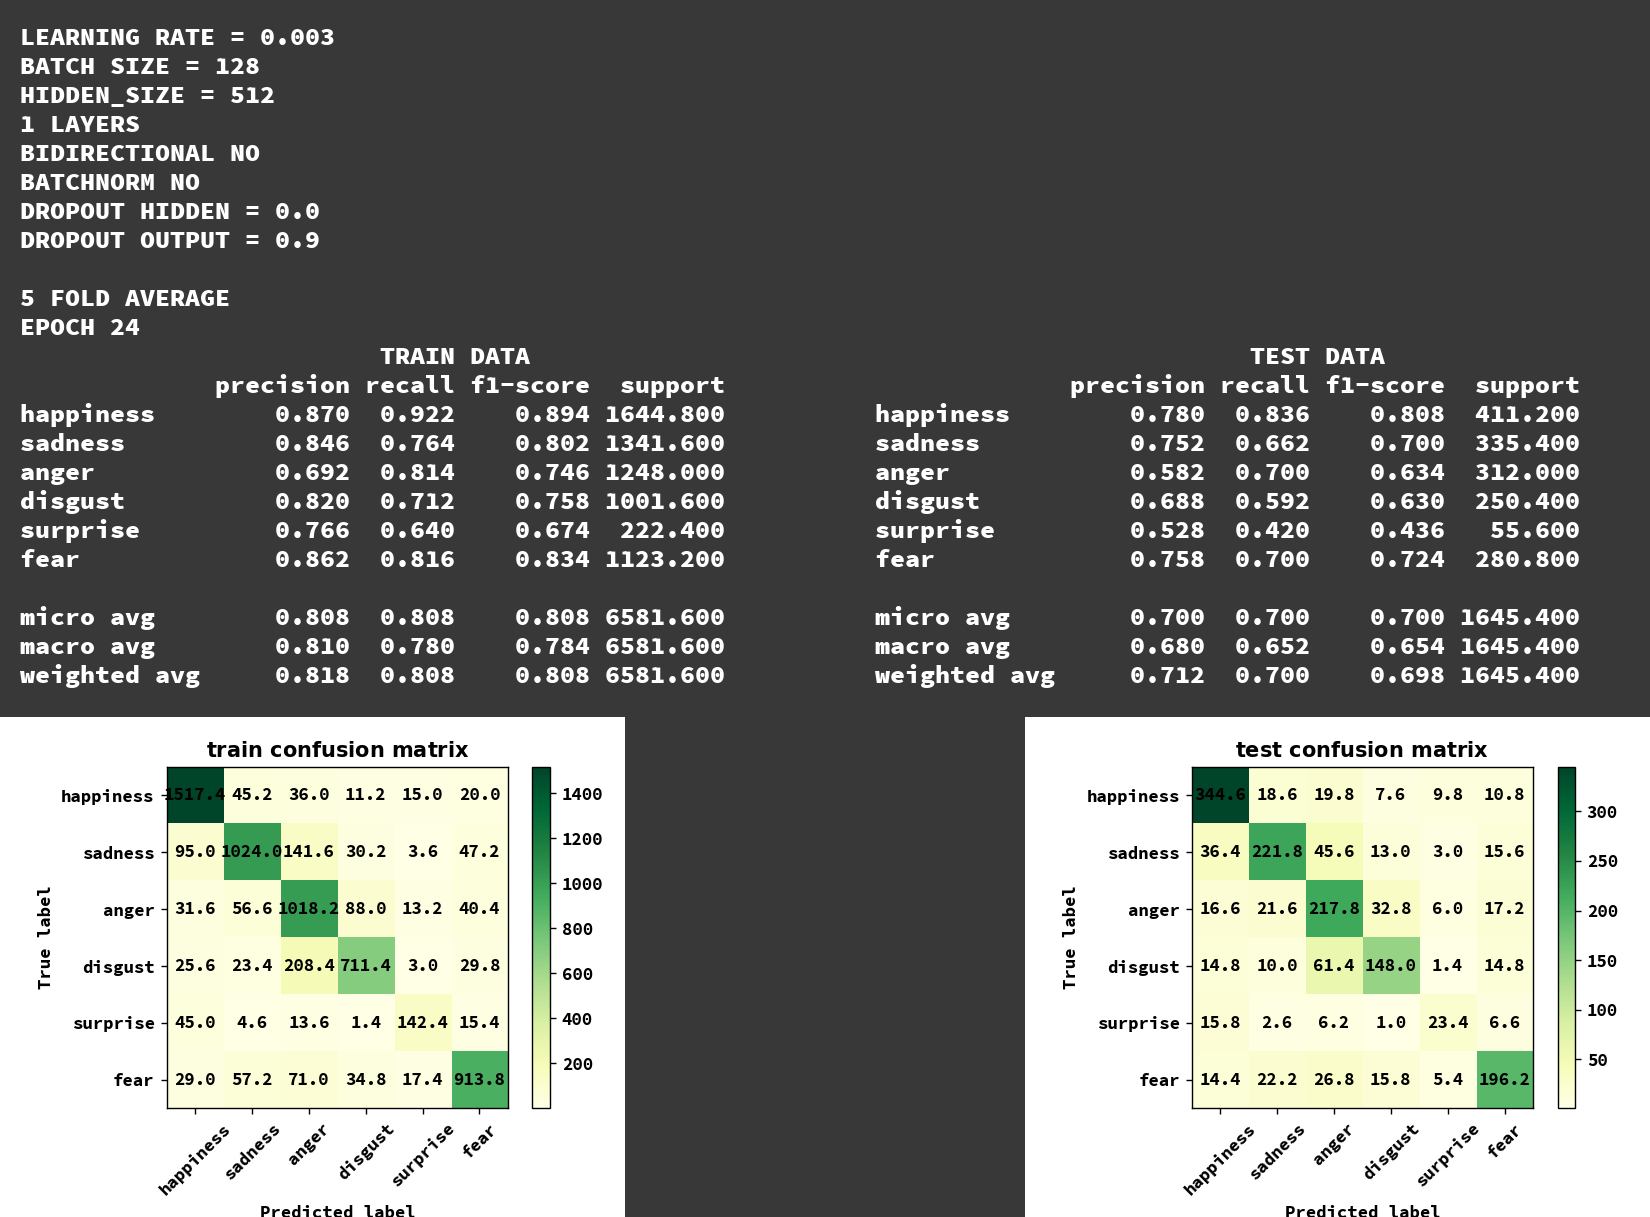 LEARNING RATE = 0.003
BATCH SIZE = 128
HIDDEN_SIZE = 512
1 LAYERS
BIDIRECTIONAL NO
BATCHNORM NO
DROPOUT HIDDEN = 0.0
DROPOUT OUTPUT = 0.9
5 FOLD AVERAGE
EPOCH 24
TRAIN DATA
precision recall f1-score support
happiness 0.870 0.922 0.894 1644.800
sadness 0.846 0.764 0.802 1341.600
anger 0.692 0.814 0.746 1248.000
disgust 0.820 0.712 0.758 1001.600
surprise 0.766 0.640 0.674 222.400
fear 0.862 0.816 0.834 1123.200
micro avg 0.808 0.808 0.808 6581.600
macro avg 0.810 0.780 0.784 6581.600
weighted avg 0.818 0.808 0.808 6581.600
TEST DATA
precision recall f1-score support
happiness 0.780 0.836 0.808 411.200
sadness 0.752 0.662 0.700 335.400
anger 0.582 0.700 0.634 312.000
disgust 0.688 0.592 0.630 250.400
surprise 0.528 0.420 0.436 55.600
fear 0.758 0.700 0.724 280.800
micro avg 0.700 0.700 0.700 1645.400
macro avg 0.680 0.652 0.654 1645.400
weighted avg 0.712 0.700 0.698 1645.400
train confusion matrix
True label
happiness 1517.4 45.2 36.0 11.2 15.0 20.0
sadness 95.0 1024.0 141.6 30.2 3.6 47.2
anger 31.6 56.6 1018.2 88.0 13.2 40.4
disgust 25.6 23.4 208.4 711.4 3.0 29.8
surprise 45.0 4.6 13.6 1.4 142.4 15.4
fear 29.0 57.2 71.0 34.8 17.4 913.8
happiness sadness anger disgust surprise fear
Predicted label
1400
1200
1000
800
600
400
200
test confusion matrix
True label
happiness 344.6 18.6 19.8 7.6 9.8 10.8
sadness 36.4 221.8 45.6 13.0 3.0 15.6
anger 16.6 21.6 217.8 32.8 6.0 17.2
disgust 14.8 10.0 61.4 148.0 1.4 14.8
surprise 15.8 2.6 6.2 1.0 23.4 6.6
fear 14.4 22.2 26.8 15.8 5.4 196.2
happiness sadness anger disgust surprise fear
Predicted label
300
250
200
150
100
50